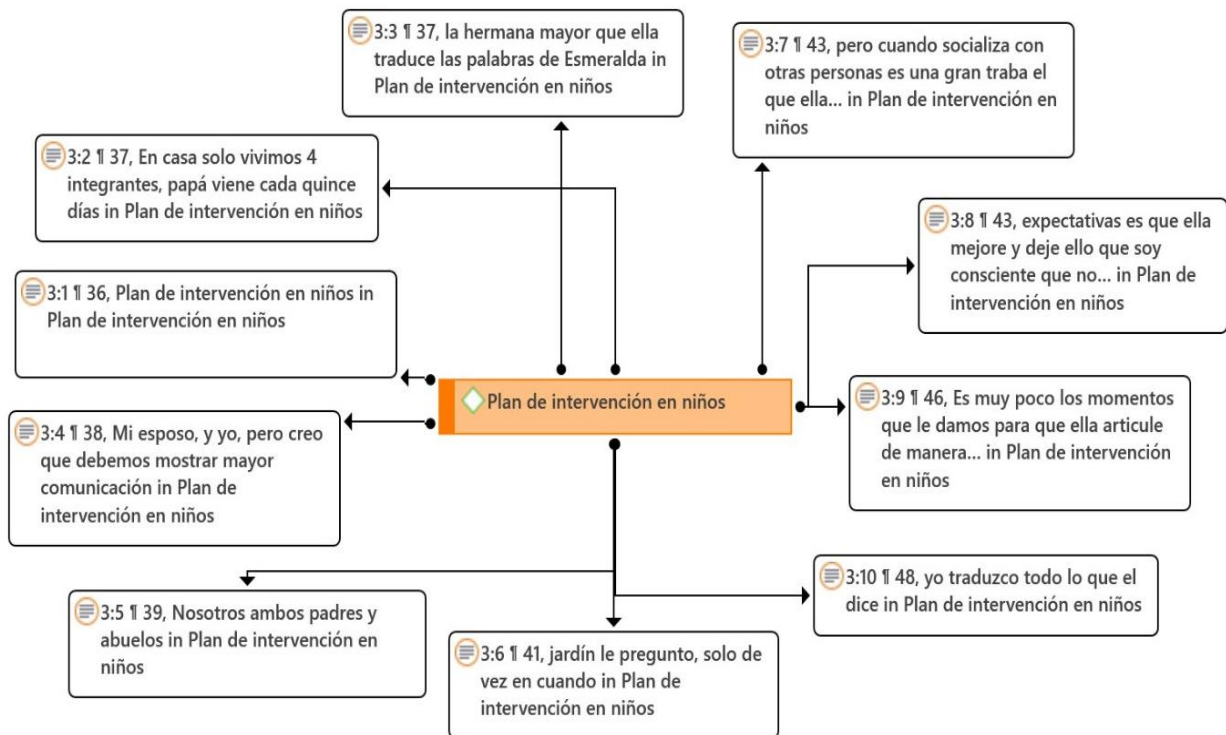 3:3 ¶ 37, la hermana mayor que ella
traduce las palabras de Esmeralda in
Plan de intervención en niños
3:7 ¶ 43, pero cuando socializa con
otras personas es una gran traba el
que ella... in Plan de intervención en
niños
3:2 ¶ 37, En casa solo vivimos 4
integrantes, papá viene cada quince
días in Plan de intervención en niños
3:8 ¶ 43, expectativas es que ella
mejore y deje ello que soy
consciente que no... in Plan de
intervención en niños
3:1 ¶ 36, Plan de intervención en niños in
Plan de intervención en niños
Plan de intervención en niños
3:9 ¶ 46, Es muy poco los momentos
que le damos para que ella articule
de manera... in Plan de intervención
en niños
3:4 ¶ 38, Mi esposo, y yo, pero creo
que debemos mostrar mayor
comunicación in Plan de
intervención en niños
3:10 ¶ 48, yo traduzco todo lo que el
dice in Plan de intervención en niños
3:5 ¶ 39, Nosotros ambos padres y
abuelos in Plan de intervención en
niños
3:6 ¶ 41, jardín le pregunto, solo de
vez en cuando in Plan de
intervención en niños